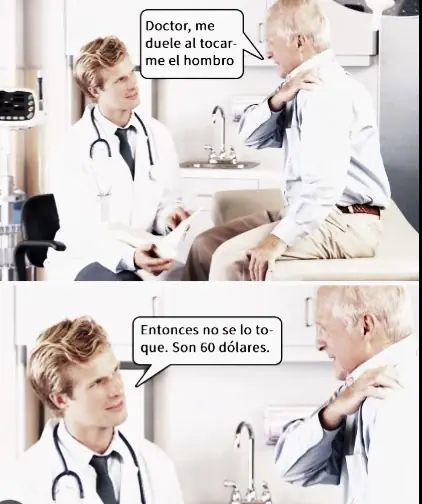 Doctor, me
duele al tocar-
me el hombro
Entonces no se lo to-
que. Son 60 dólares.